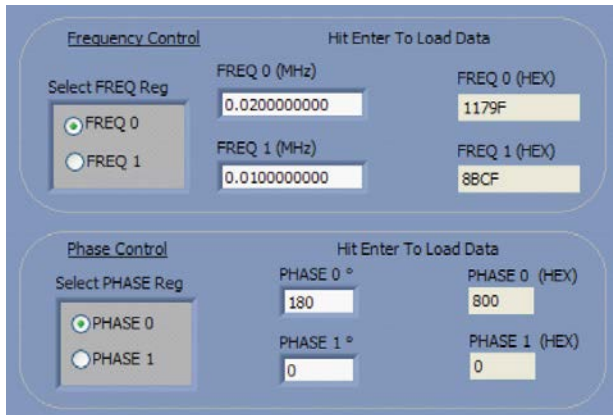 Frequency Control
Hit Enter To Load Data
Select FREQ Reg
FREQ 0
FREQ 1
FREQ 0 (MHz)
0.0200000000
FREQ 1 (MHz)
0.0100000000
FREQ 0 (HEX)
1179F
FREQ 1 (HEX)
8BCF
Phase Control
Hit Enter To Load Data
Select PHASE Reg
PHASE 0
PHASE 1
PHASE 0 °
180
PHASE 1 °
0
PHASE 0 (HEX)
800
PHASE 1 (HEX)
0